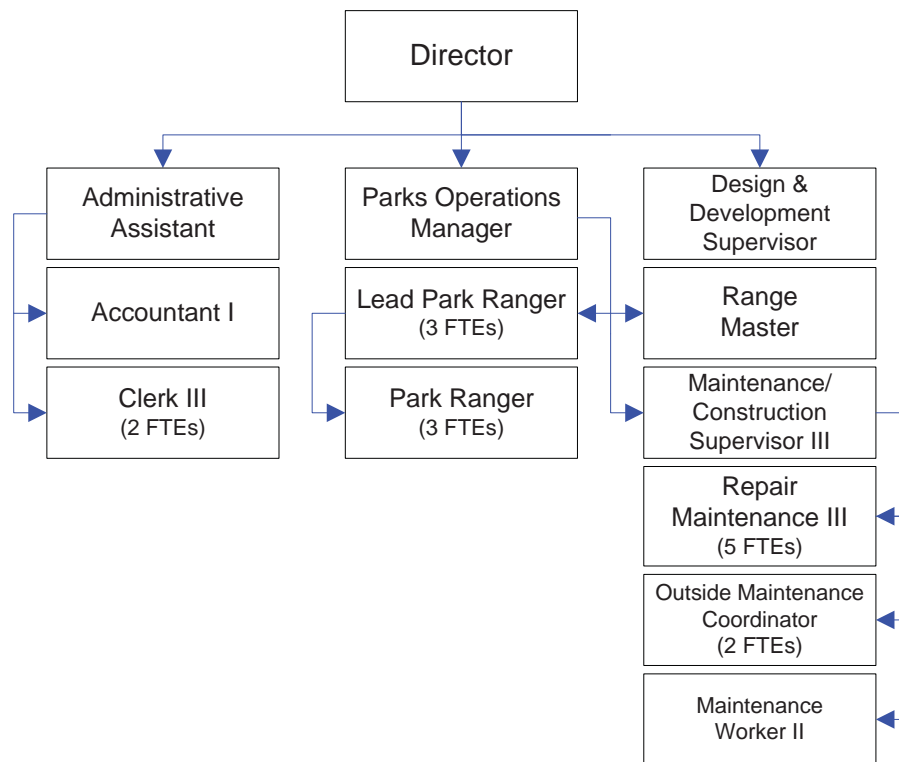 Director
Administrative
Assistant
Parks Operations
Manager
Design &
Development
Supervisor
Accountant I
Lead Park Ranger
(3 FTEs)
Range
Master
Clerk III
(2 FTEs)
Park Ranger
(3 FTEs)
Maintenance/
Construction
Supervisor III
Repair
Maintenance III
(5 FTEs)
Outside Maintenance
Coordinator
(2 FTEs)
Maintenance
Worker II